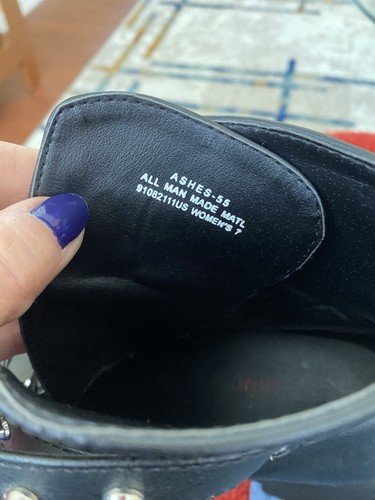 ASHES-55
ALL MAN MADE MATL
91082111US WOMEN'S 7